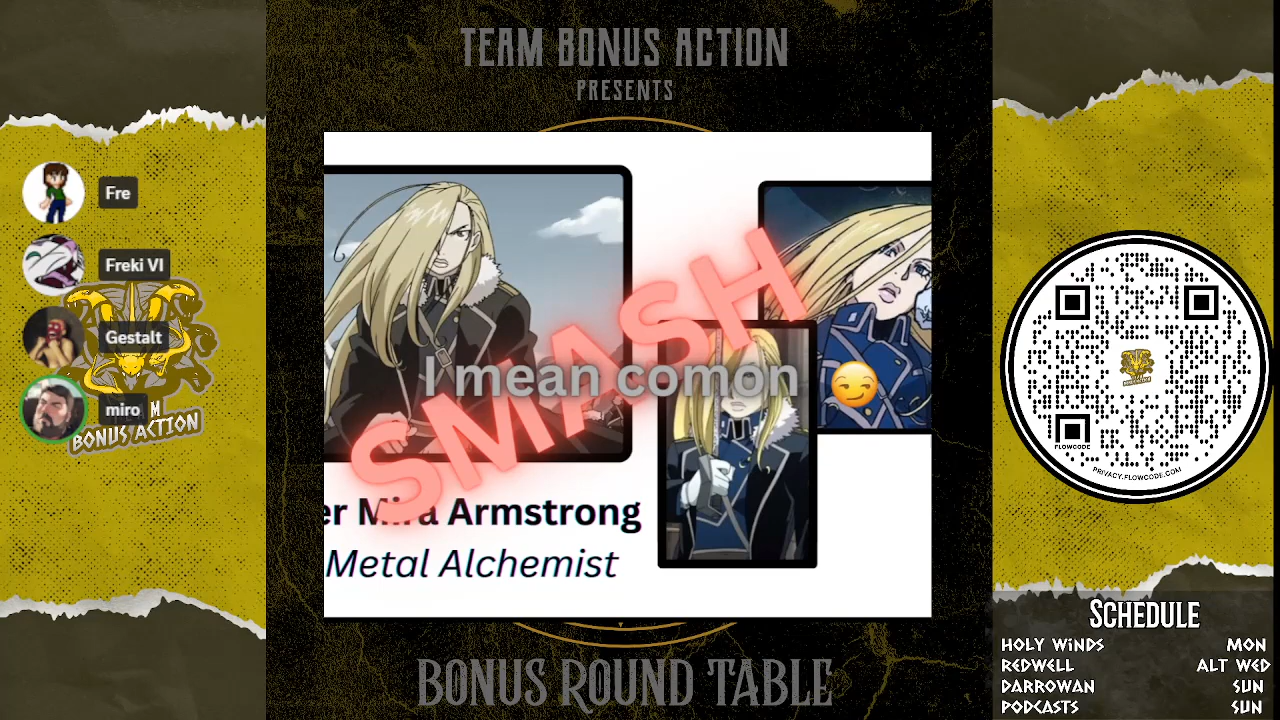 TEAM BONUS ACTION
PRESENTS
Fre
Freki VI
Gestalt
miro
M
BONUS ACTION
SMASH
I mean comon
er Mira Armstrong
Metal Alchemist
BONUS ROUND TABLE
FLOWCODE
PRIVACY.FLOWCODE.COM
SCHEDULE
HOLY WINDS MON
REDWELL ALT WED
DARROWAN SUN
PODCASTS SUN